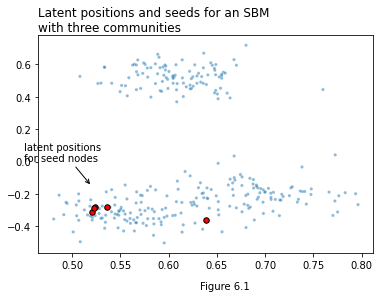 Latent positions and seeds for an SBM
with three communities
0.6
0.4
0.2
0.0
−0.2
−0.4
latent positions
for seed nodes
0.50
0.55
0.60
0.65
0.70
0.75
0.80
Figure 6.1